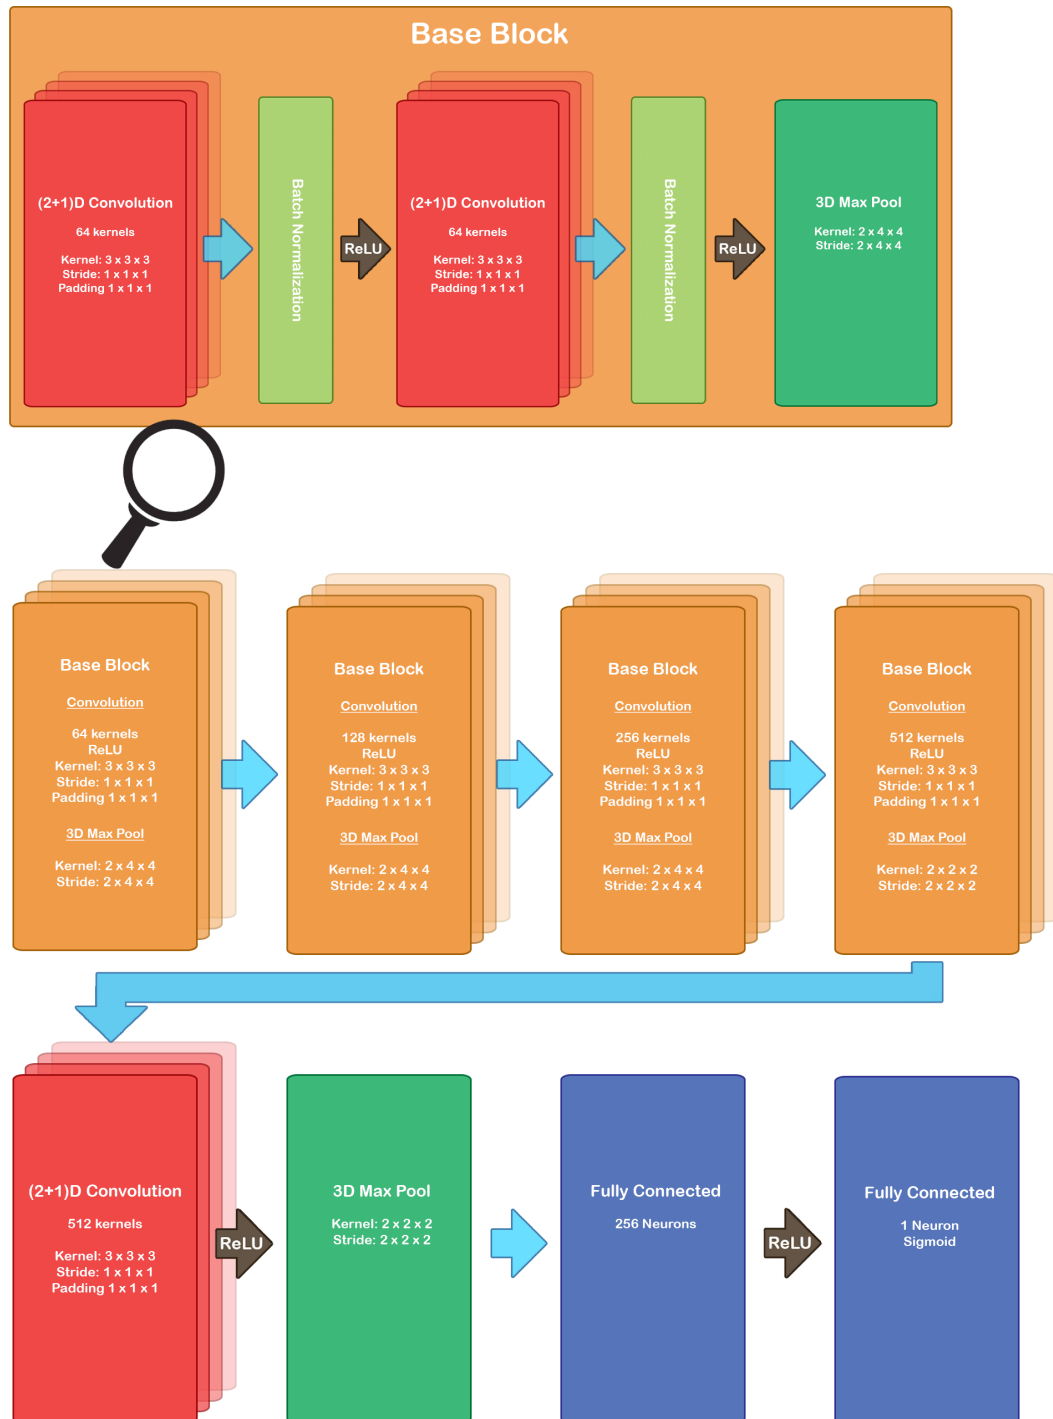 Base Block
(2+1)D Convolution
64 kernels
Kernel: 3 x 3 x 3
Stride: 1 x 1 x 1
Padding 1 x 1 x 1
Batch Normalization
ReLU
(2+1)D Convolution
64 kernels
Kernel: 3 x 3 x 3
Stride: 1 x 1 x 1
Padding 1 x 1 x 1
Batch Normalization
ReLU
3D Max Pool
Kernel: 2 x 4 x 4
Stride: 2 x 4 x 4
Base Block
Convolution
64 kernels
ReLU
Kernel: 3 x 3 x 3
Stride: 1 x 1 x 1
Padding 1 x 1 x 1
3D Max Pool
Kernel: 2 x 4 x 4
Stride: 2 x 4 x 4
Base Block
Convolution
128 kernels
ReLU
Kernel: 3 x 3 x 3
Stride: 1 x 1 x 1
Padding 1 x 1 x 1
3D Max Pool
Kernel: 2 x 4 x 4
Stride: 2 x 4 x 4
Base Block
Convolution
256 kernels
ReLU
Kernel: 3 x 3 x 3
Stride: 1 x 1 x 1
Padding 1 x 1 x 1
3D Max Pool
Kernel: 2 x 4 x 4
Stride: 2 x 4 x 4
Base Block
Convolution
512 kernels
ReLU
Kernel: 3 x 3 x 3
Stride: 1 x 1 x 1
Padding 1 x 1 x 1
3D Max Pool
Kernel: 2 x 2 x 2
Stride: 2 x 2 x 2
(2+1)D Convolution
512 kernels
Kernel: 3 x 3 x 3
Stride: 1 x 1 x 1
Padding 1 x 1 x 1
ReLU
3D Max Pool
Kernel: 2 x 2 x 2
Stride: 2 x 2 x 2
Fully Connected
256 Neurons
ReLU
Fully Connected
1 Neuron
Sigmoid